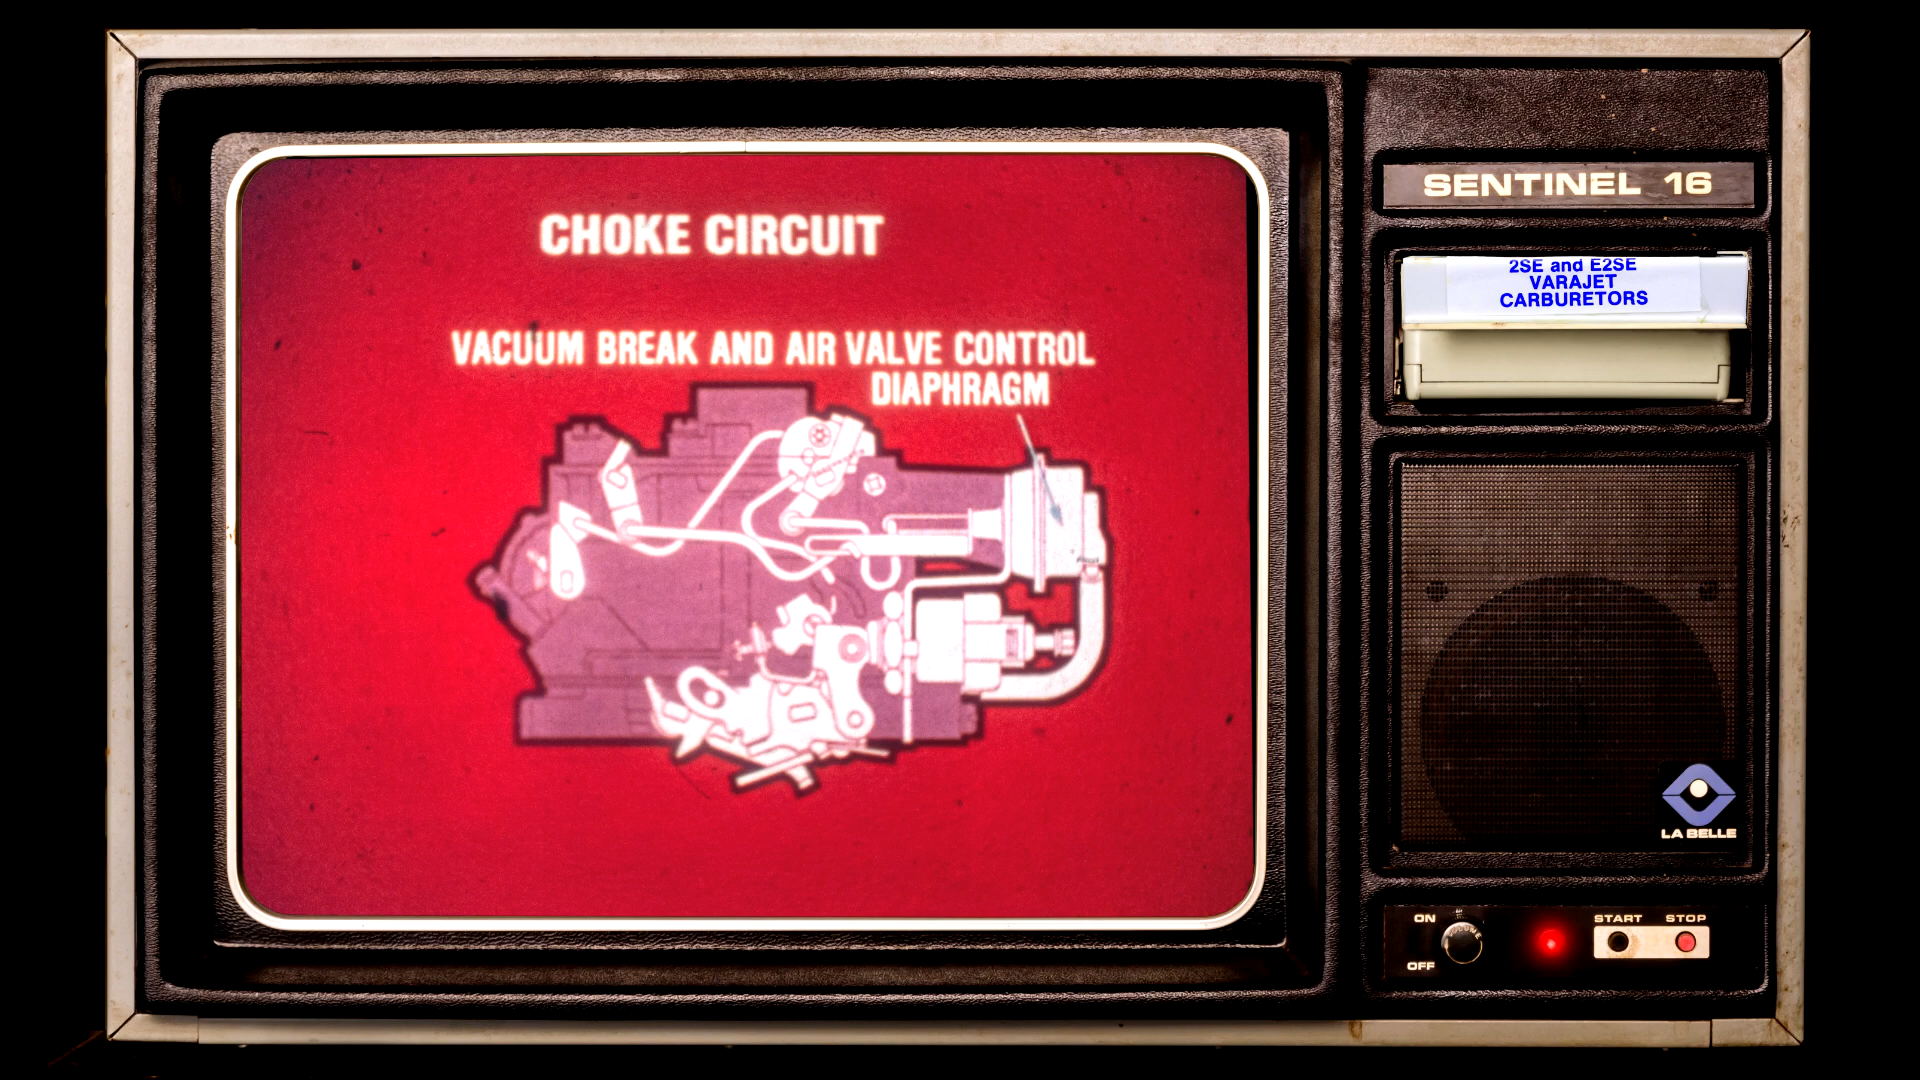 CHOKE CIRCUIT
VACUUM BREAK AND AIR VALVE CONTROL
DIAPHRAGM
SENTINEL 16
2SE and E2SE
VARAJET
CARBURETORS
LA BELLE
ON
OFF
VOLUME
START STOP